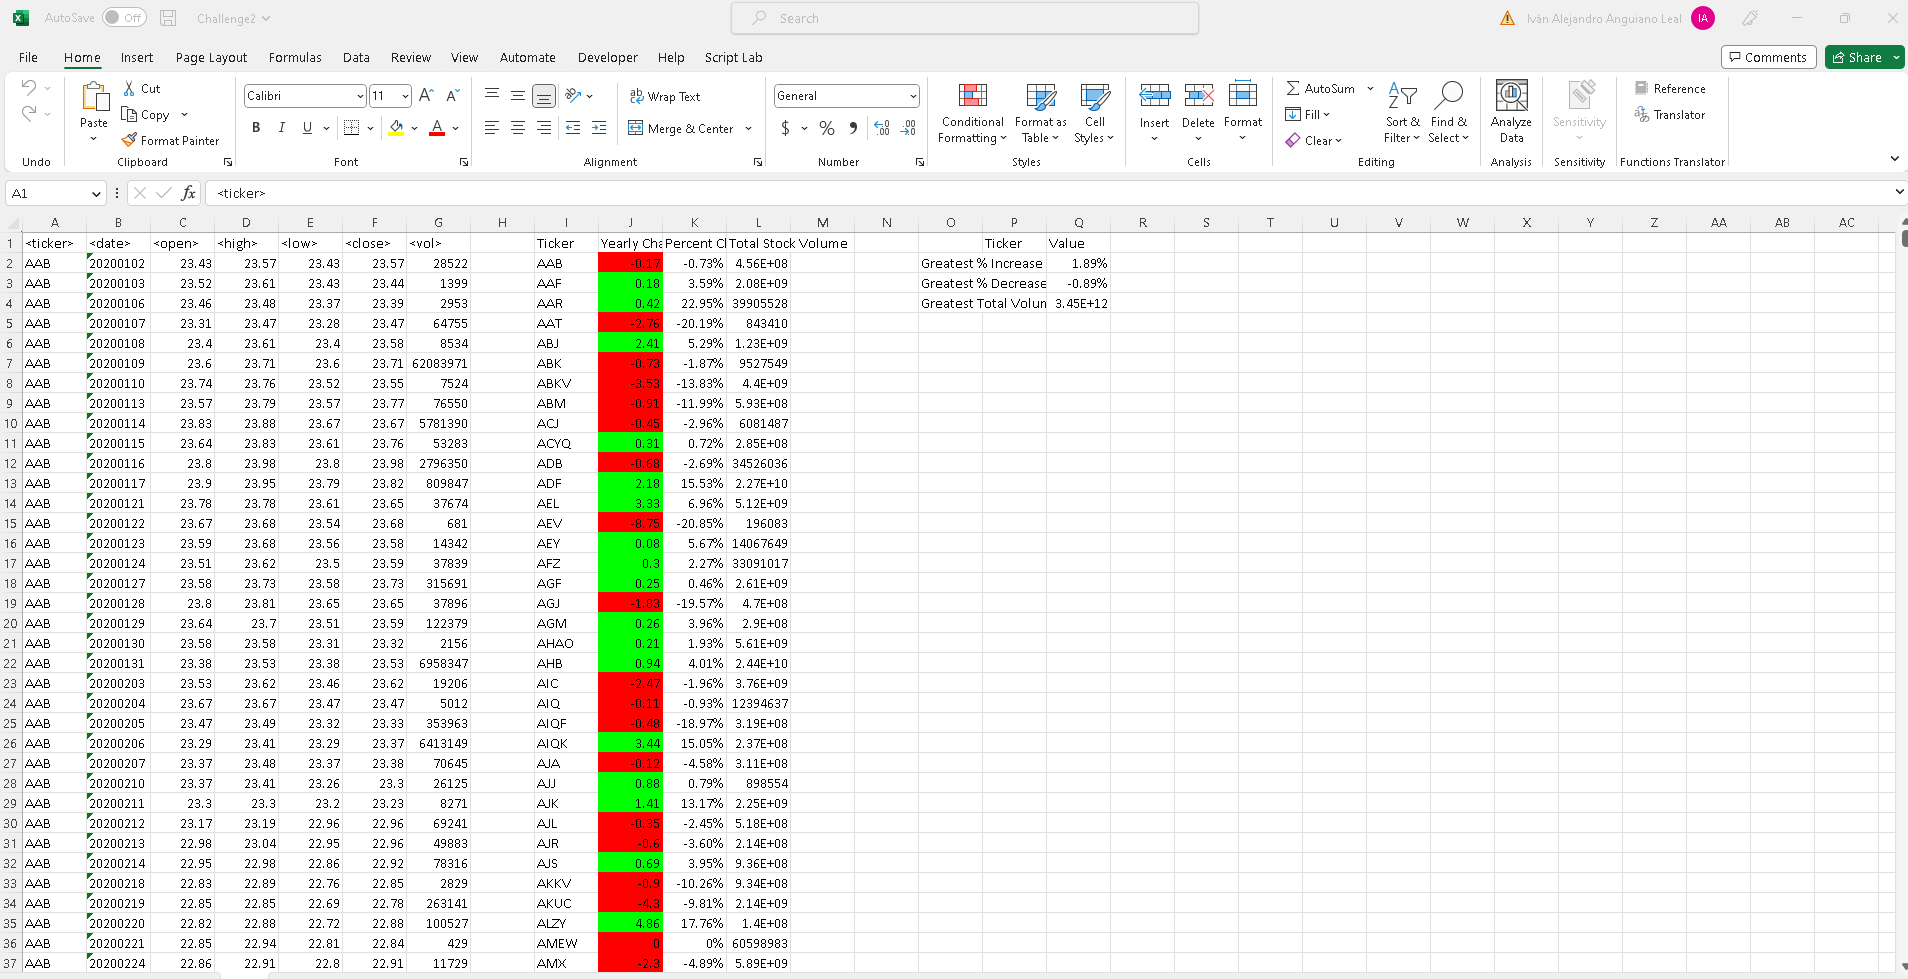 AutoSave Off Challenge2 Search Iván Alejandro Anguiano Leal IA
File Home Insert Page Layout Formulas Data Review View Automate Developer Help Script Lab Comments Share
Cut Calibri 11 Wrap Text General AutoSum Reference
Copy Fill Translator
Paste Format Painter B I U Merge & Center $ % Conditional Formatting Format as Table Cell Styles Insert Delete Format Clear Sort & Filter Find & Select Analyze Data Sensitivity
Undo Clipboard Font Alignment Number Styles Cells Editing Analysis Sensitivity Functions Translator
A1 fx <ticker>
A B C D E F G H I J K L M N O P Q R S T U V W X Y Z AA AB AC
1 <ticker> <date> <open> <high> <low> <close> <vol> Ticker Yearly Cha Percent Cl Total Stock Volume Ticker Value
2 AAB 20200102 23.43 23.57 23.43 23.57 28522 AAB -0.17 -0.73% 4.56E+08 Greatest % Increase 1.89%
3 AAB 20200103 23.52 23.61 23.43 23.44 1399 AAF 0.18 3.59% 2.08E+09 Greatest % Decrease -0.89%
4 AAB 20200106 23.46 23.48 23.37 23.39 2953 AAR 0.42 22.95% 39905528 Greatest Total Volun 3.45E+12
5 AAB 20200107 23.31 23.47 23.28 23.47 64755 AAT -2.76 -20.19% 843410
6 AAB 20200108 23.4 23.61 23.4 23.58 8534 ABJ 2.41 5.29% 1.23E+09
7 AAB 20200109 23.6 23.71 23.6 23.71 62083971 ABK -0.73 -1.87% 9527549
8 AAB 20200110 23.74 23.76 23.52 23.55 7524 ABKV -3.53 -13.83% 4.4E+09
9 AAB 20200113 23.57 23.79 23.57 23.77 76550 ABM -0.91 -11.99% 5.93E+08
10 AAB 20200114 23.83 23.88 23.67 23.67 5781390 ACJ -0.45 -2.96% 6081487
11 AAB 20200115 23.64 23.83 23.61 23.76 53283 ACYQ 0.31 0.72% 2.85E+08
12 AAB 20200116 23.8 23.98 23.8 23.98 2796350 ADB -0.68 -2.69% 34526036
13 AAB 20200117 23.9 23.95 23.79 23.82 809847 ADF 2.18 15.53% 2.27E+10
14 AAB 20200121 23.78 23.78 23.61 23.65 37674 AEL 3.33 6.96% 5.12E+09
15 AAB 20200122 23.67 23.68 23.54 23.68 681 AEV -8.75 -20.85% 196083
16 AAB 20200123 23.59 23.68 23.56 23.58 14342 AEY 0.08 5.67% 14067649
17 AAB 20200124 23.51 23.62 23.5 23.59 37839 AFZ 0.3 2.27% 33091017
18 AAB 20200127 23.58 23.73 23.58 23.73 315691 AGF 0.25 0.46% 2.61E+09
19 AAB 20200128 23.8 23.81 23.65 23.65 37896 AGJ -1.83 -19.57% 4.7E+08
20 AAB 20200129 23.64 23.7 23.51 23.59 122379 AGM 0.26 3.96% 2.9E+08
21 AAB 20200130 23.58 23.58 23.31 23.32 2156 AHAO 0.21 1.93% 5.61E+09
22 AAB 20200131 23.38 23.53 23.38 23.53 6958347 AHB 0.94 4.01% 2.44E+10
23 AAB 20200203 23.53 23.62 23.46 23.62 19206 AIC -2.47 -1.96% 3.76E+09
24 AAB 20200204 23.67 23.67 23.47 23.47 5012 AIQ -0.11 -0.93% 12394637
25 AAB 20200205 23.47 23.49 23.32 23.33 353963 AIQF -0.48 -18.97% 3.19E+08
26 AAB 20200206 23.29 23.41 23.29 23.37 6413149 AIQK 3.44 15.05% 2.37E+08
27 AAB 20200207 23.37 23.48 23.37 23.38 70645 AJA -0.12 -4.58% 3.11E+08
28 AAB 20200210 23.37 23.41 23.26 23.3 26125 AJJ 0.88 0.79% 898554
29 AAB 20200211 23.3 23.3 23.2 23.23 8271 AJK 1.41 13.17% 2.25E+09
30 AAB 20200212 23.17 23.19 22.96 22.96 69241 AJL -0.35 -2.45% 5.18E+08
31 AAB 20200213 22.98 23.04 22.95 22.96 49883 AJR -0.6 -3.60% 2.14E+08
32 AAB 20200214 22.95 22.98 22.86 22.92 78316 AJS 0.69 3.95% 9.36E+08
33 AAB 20200218 22.83 22.89 22.76 22.85 2829 AKKV -0.9 -10.26% 9.34E+08
34 AAB 20200219 22.85 22.85 22.69 22.78 263141 AKUC -4.3 -9.81% 2.14E+09
35 AAB 20200220 22.82 22.88 22.72 22.88 100527 ALZY 4.86 17.76% 1.4E+08
36 AAB 20200221 22.85 22.94 22.81 22.84 429 AMEW 0 0% 60598983
37 AAB 20200224 22.86 22.91 22.8 22.91 11729 AMX -2.3 -4.89% 5.89E+09